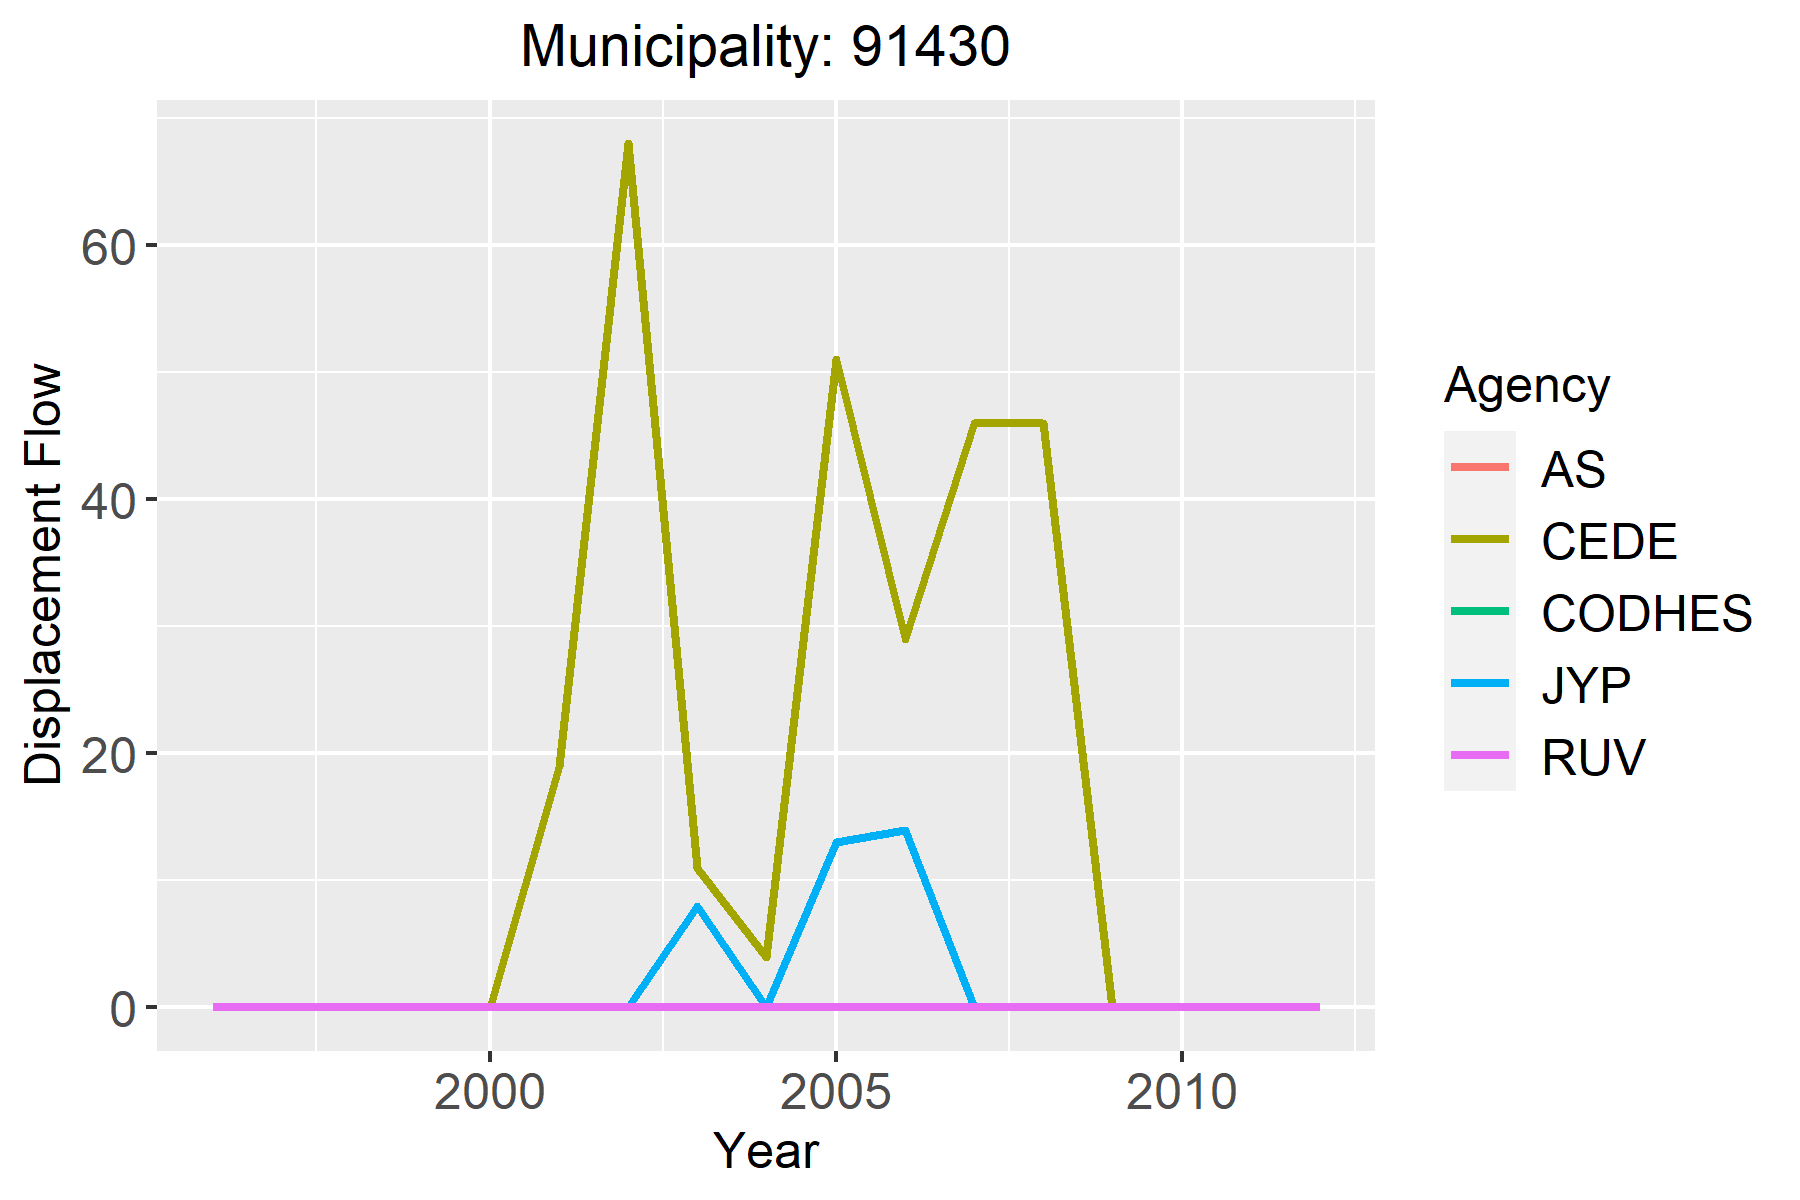 Municipality: 91430
Displacement Flow
60
40
20
0
2000 2005 2010
Year
Agency
AS
CEDE
CODHES
JYP
RUV